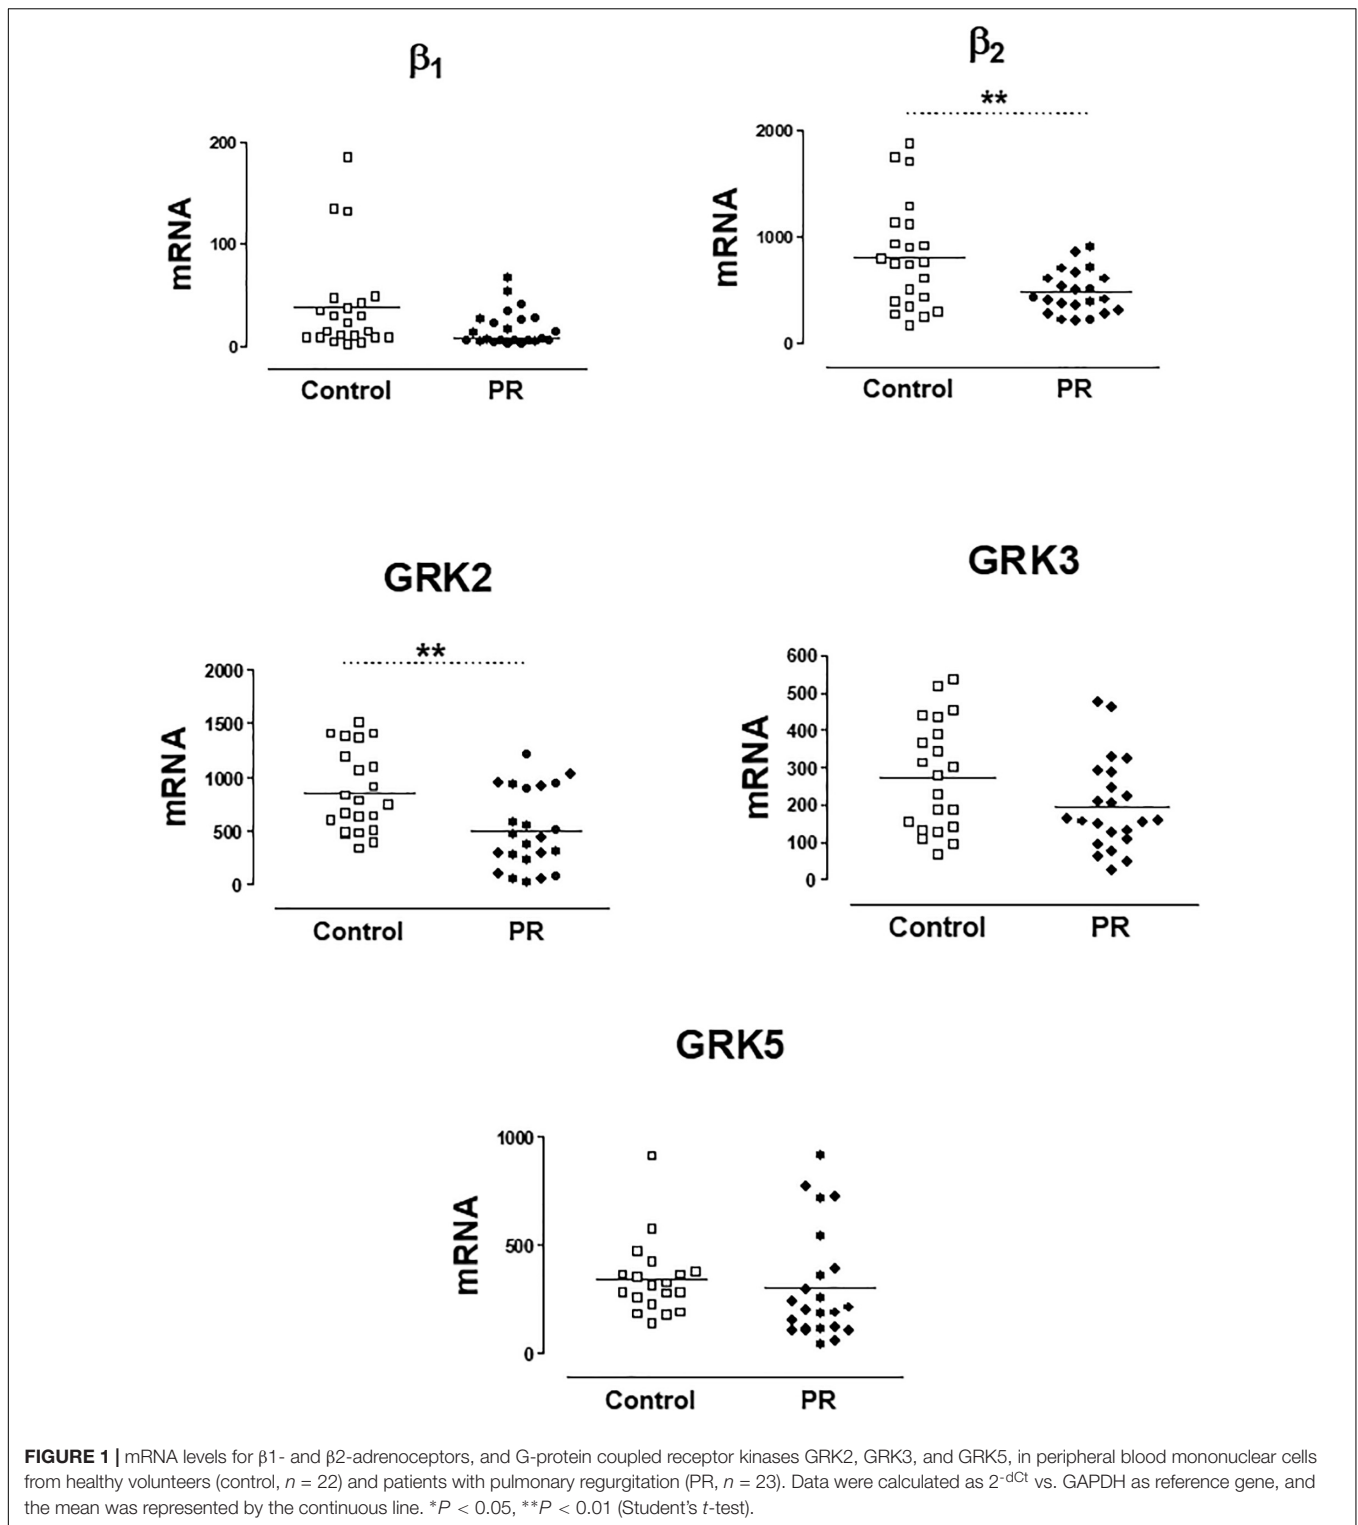 β1
mRNA
200
100
0
Control PR
β2
**
mRNA
2000
1000
0
Control PR
GRK2
**
mRNA
2000
1500
1000
500
0
Control PR
GRK3
mRNA
600
500
400
300
200
100
0
Control PR
GRK5
mRNA
1000
500
0
Control PR
FIGURE 1 | mRNA levels for β1- and β2-adrenoceptors, and G-protein coupled receptor kinases GRK2, GRK3, and GRK5, in peripheral blood mononuclear cells
from healthy volunteers (control, n = 22) and patients with pulmonary regurgitation (PR, n = 23). Data were calculated as 2-dCt vs. GAPDH as reference gene, and
the mean was represented by the continuous line. *P < 0.05, **P < 0.01 (Student's t-test).